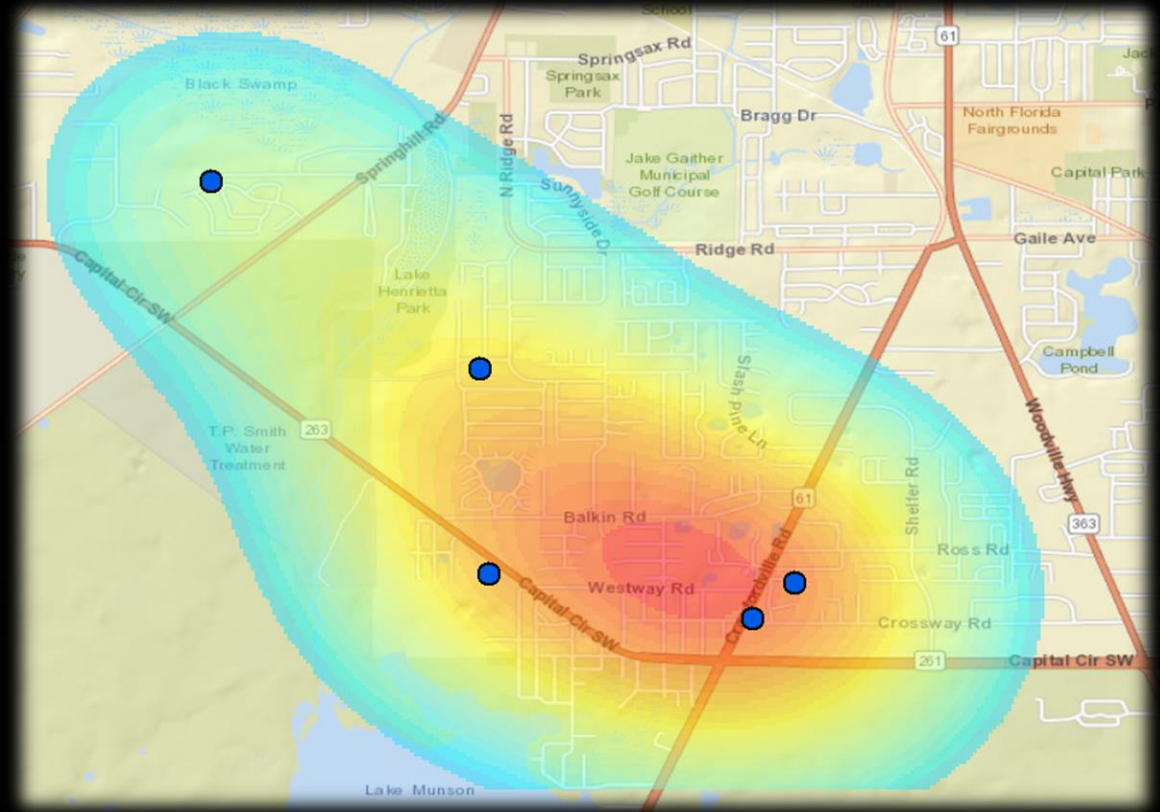 School
61
Springsax Rd
Springsax
Park
Black Swamp
Bragg Dr
North Florida
Fairgrounds
Springhill Rd
N Ridge Rd
Jake Gaither
Municipal
Golf Course
Capital Park
Sunnyside Dr
Ridge Rd
Gaile Ave
Capital Cir SW
Lake
Henrietta
Park
Campbell
Pond
Slash Pine Ln
263
T.P. Smith
Water
Treatment
Woodville Hwy
61
Shelfer Rd
Balkin Rd
363
Ross Rd
Westway Rd
Capital Cir SW
Crossway Rd
261
Capital Cir SW
Lake Munson